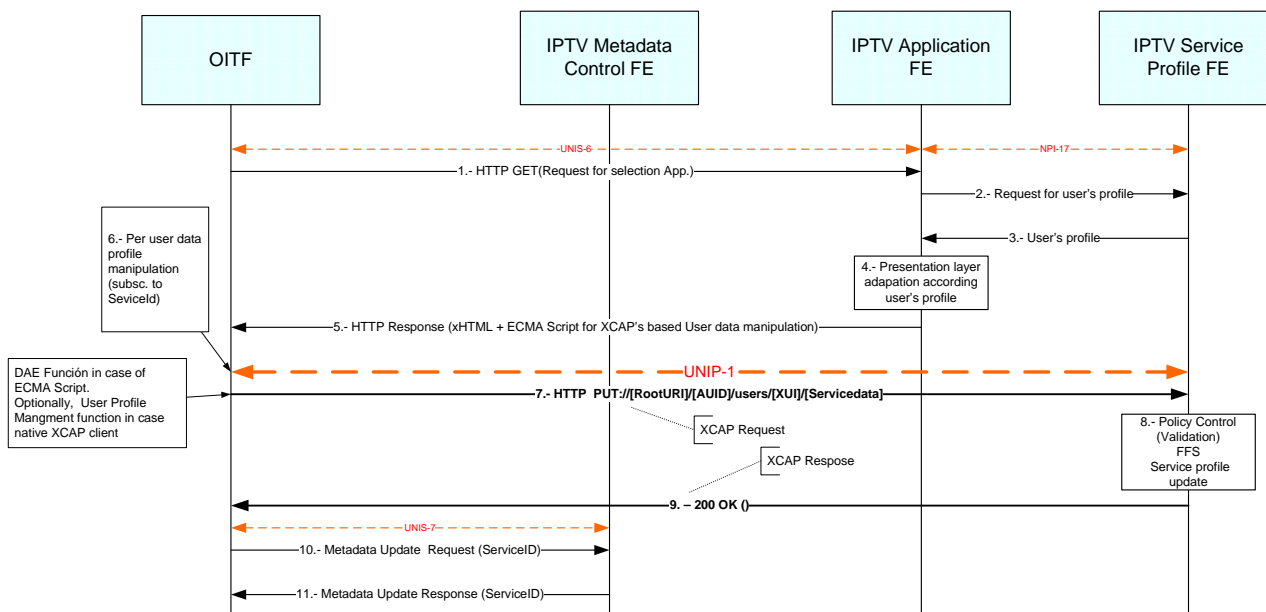 OITF
IPTV Metadata
Control FE
IPTV Application
FE
IPTV Service
Profile FE
UNIS-6
NPI-17
1.- HTTP GET(Request for selection App.)
2.- Request for user's profile
3.- User's profile
6.- Per user data
profile
manipulation
(subsc. to
SeviceId)
4.- Presentation layer
adapation according
user's profile
5.- HTTP Response (xHTML + ECMA Script for XCAP's based User data manipulation)
UNIP-1
DAE Función in case of
ECMA Script.
Optionally, User Profile
Mangment function in case
native XCAP client
7.- HTTP PUT://[RootURI]/[AUID]/users/[XUI]/[Servicedata]
XCAP Request
8.- Policy Control
(Validation)
FFS
Service profile
update
XCAP Respose
9. – 200 OK ()
UNIS-7
10.- Metadata Update Request (ServiceID)
11.- Metadata Update Response (ServiceID)